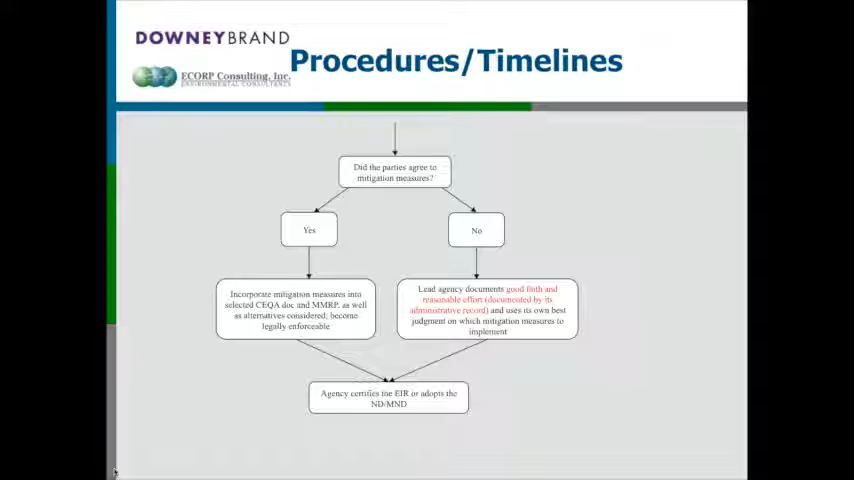 DOWNEYBRAND
ECORP Consulting, Inc.
ENVIRONMENTAL CONSULTANTS
Procedures/Timelines
Did the parties agree to
mitigation measures?
Yes
No
Incorporate mitigation measures into
selected CEQA doc and MMRP, as well
as alternatives considered; become
legally enforceable
Lead agency documents good faith and
reasonable effort (documented by its
administrative record) and uses its own best
judgment on which mitigation measures to
implement
Agency certifies the EIR or adopts the
ND/MND